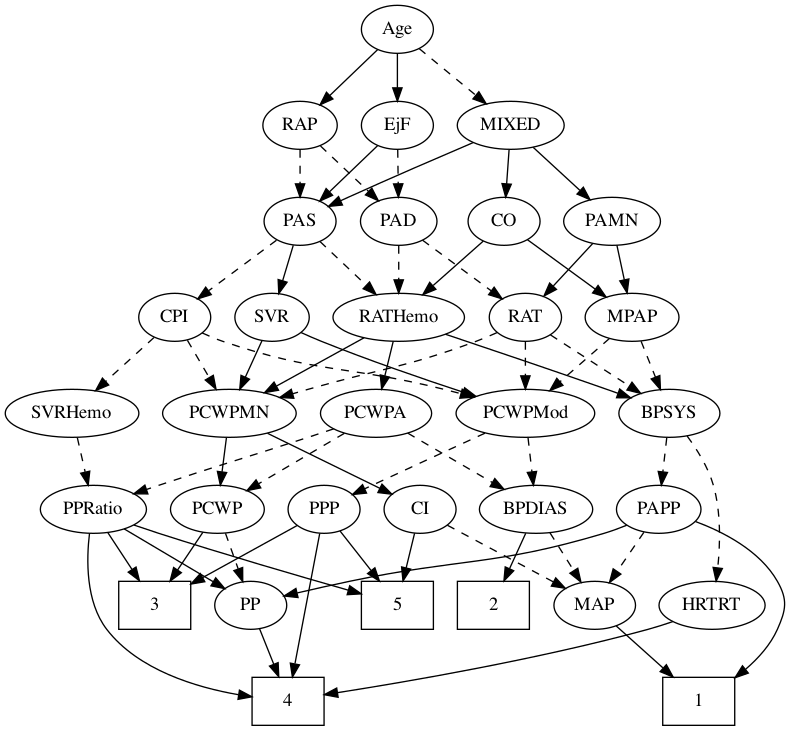 Age
RAP
EjF
MIXED
PAS
PAD
CO
PAMN
CPI
SVR
RATHemo
RAT
MPAP
SVRHemo
PCWPMN
PCWPA
PCWPMod
BPSYS
PPRatio
PCWP
PPP
CI
BPDIAS
PAPP
3
PP
5
2
MAP
HRTRT
4
1